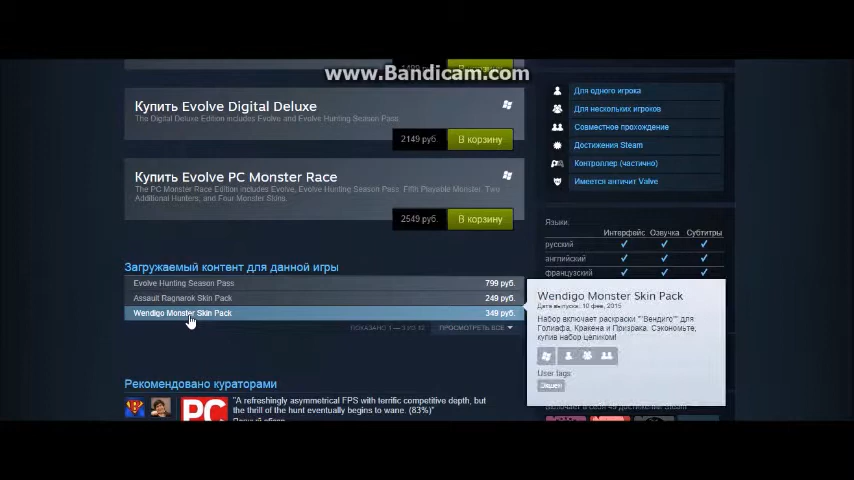 www.Bandicam.com
Купить Evolve Digital Deluxe
The Digital Deluxe Edition includes Evolve and Evolve Hunting Season Pass.
2149 руб.
В корзину
Купить Evolve PC Monster Race
The PC Monster Race Edition includes Evolve, Evolve Hunting Season Pass, Fifth Playable Monster, Two
Additional Hunters, and Four Monster Skins.
2549 руб.
В корзину
Загружаемый контент для данной игры
Evolve Hunting Season Pass
799 руб.
Assault Ragnarok Skin Pack
249 руб.
Wendigo Monster Skin Pack
349 руб.
ПРОСМОТРЕТЬ ВСЕ
Рекомендовано кураторами
PC
"A refreshingly asymmetrical FPS with terrific competitive depth, but
the thrill of the hunt eventually begins to wane. (83%)"
Полный обзор
Для одного игрока
Для нескольких игроков
Совместное прохождение
Достижения Steam
Контроллер (частично)
Имеется античит Valve
Языки:
Интерфейс Озвучка Субтитры
русский
английский
французский
Wendigo Monster Skin Pack
Дата выпуска: 10 фев, 2015
Набор включает раскраски ""Вендиго"" для
Голиафа, Кракена и Призрака. Сэкономьте,
купив набор целиком!
User tags:
Экшен